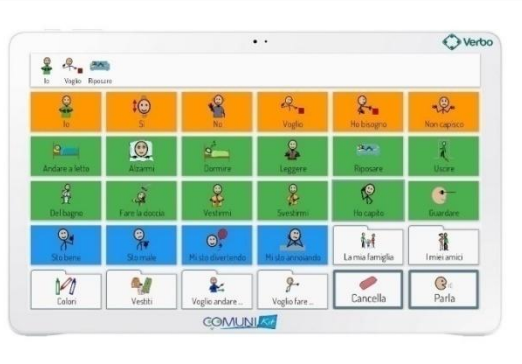 Verbo
Io Voglio Riposare
Io Sì No Voglio Ho bisogno Non capisco
Andare a letto Alzarmi Dormire Leggere Riposare Uscire
Del bagno Fare la doccia Vestirmi Svestirmi Ho capito Guardare
Sto bene Sto male Mi sto divertendo Mi sto annoiando La mia famiglia I miei amici
Colori Vestiti Voglio andare ... Voglio fare ... Cancella Parla
COMUNIKit